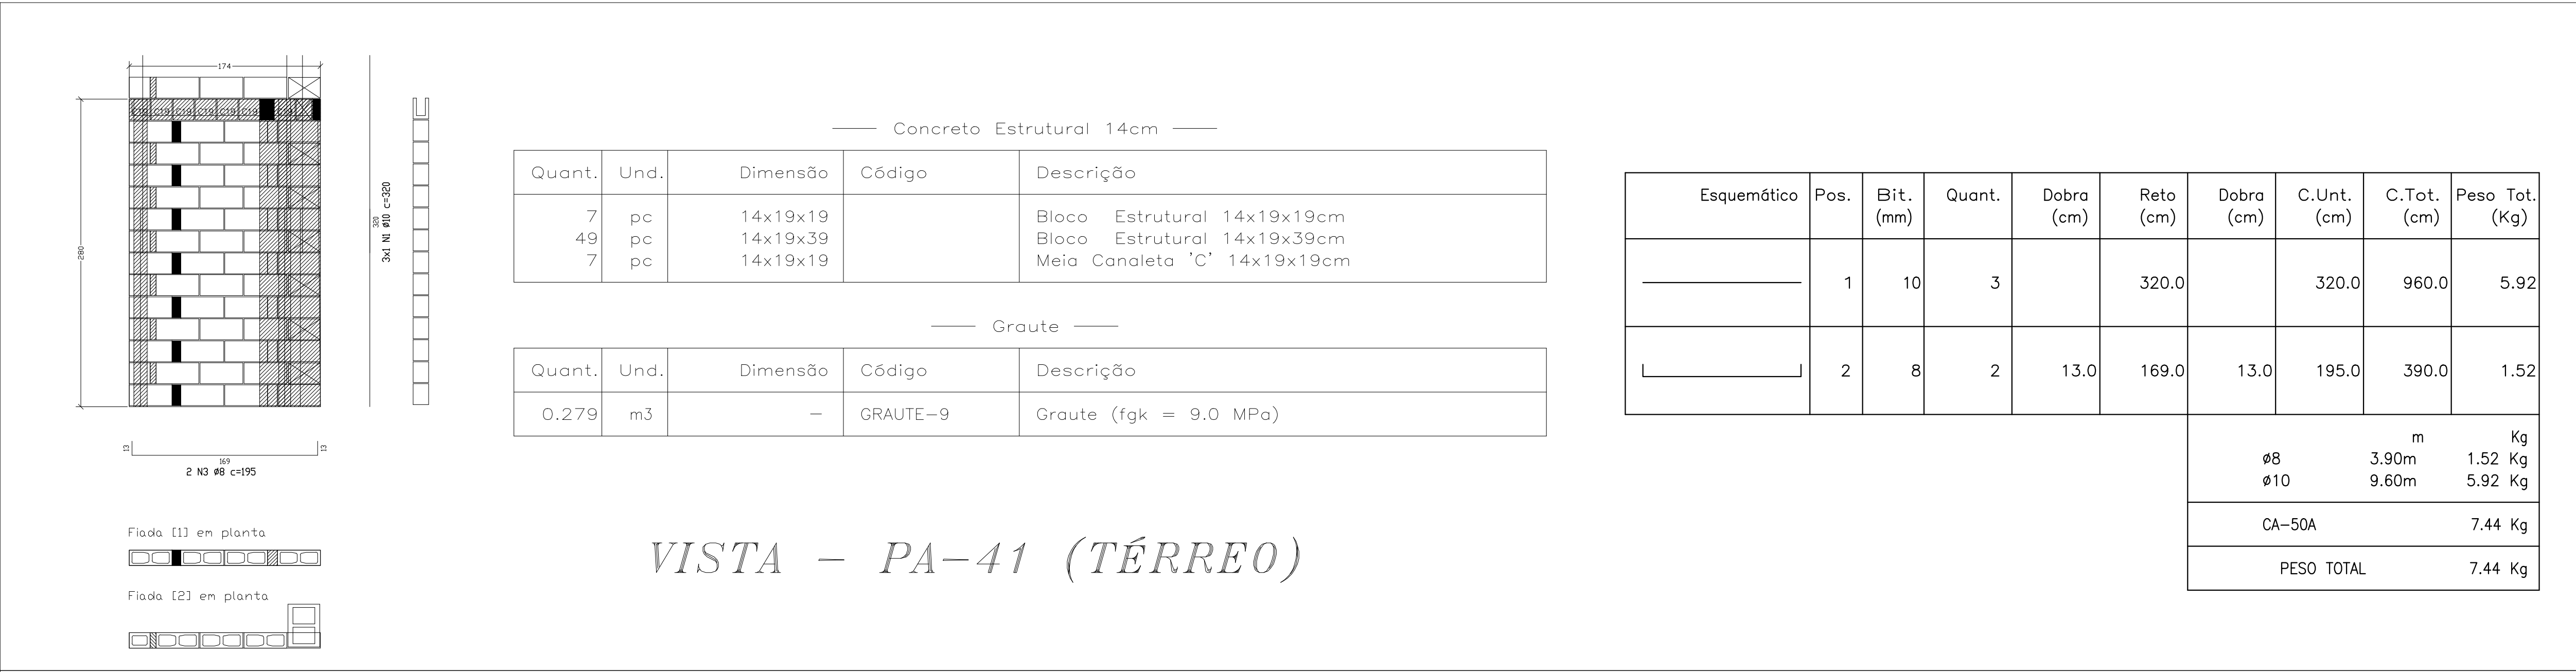 174
C19 C19 C19 C19 C19 C19 C19
280
320
3x1 N1 Ø10 c=320
13 13
169
2 N3 Ø8 c=195
Fiada [1] em planta
Fiada [2] em planta
Concreto Estrutural 14cm
Quant. Und. Dimensão Código Descrição
7 pc 14x19x19 Bloco Estrutural 14x19x19cm
49 pc 14x19x39 Bloco Estrutural 14x19x39cm
7 pc 14x19x19 Meia Canaleta 'C' 14x19x19cm
Graute
Quant. Und. Dimensão Código Descrição
0.279 m3 – GRAUTE–9 Graute (fgk = 9.0 MPa)
VISTA – PA–41 (TÉRREO)
Esquemático Pos. Bit. (mm) Quant. Dobra (cm) Reto (cm) Dobra (cm) C.Unt. (cm) C.Tot. (cm) Peso Tot. (Kg)
1 10 3 320.0 320.0 960.0 5.92
2 8 2 13.0 169.0 13.0 195.0 390.0 1.52
m Kg
Ø8 3.90m 1.52 Kg
Ø10 9.60m 5.92 Kg
CA–50A 7.44 Kg
PESO TOTAL 7.44 Kg